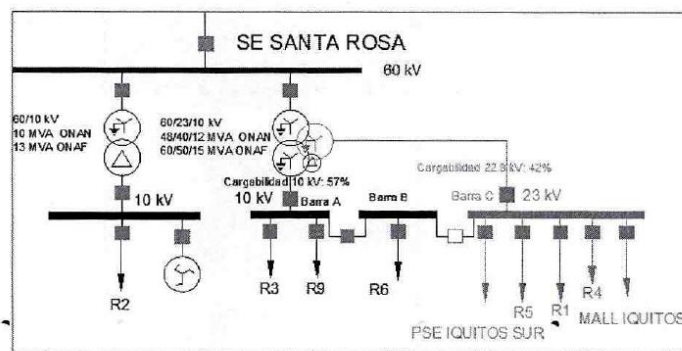 SE SANTA ROSA
60 kV
60/10 kV
10 MVA ONAN
13 MVA ONAF
60/23/10 kV
48/40/12 MVA ONAN
60/50/15 MVA ONAF
Cargabilidad 10 kV: 57%
Cargabilidad 22.9 kV: 42%
10 kV
10 kV
Barra A
Barra B
Barra C
23 kV
R2
R3
R9
R6
R5
R1
R4
PSE IQUITOS SUR
MALL IQUITOS